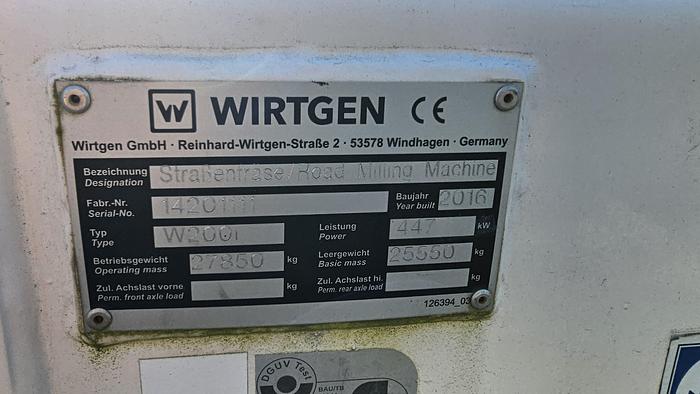 W WIRTGEN CE
Wirtgen GmbH · Reinhard-Wirtgen-Straße 2 · 53578 Windhagen · Germany
Bezeichnung Straßenfräse/Road Milling Machine
Designation
Fabr.-Nr. 14201111 Baujahr 2016
Serial-No. Year built
Typ W200i Leistung 447 kW
Type Power
Betriebsgewicht 27850 kg Leergewicht 25550 kg
Operating mass Basic mass
Zul. Achslast vorne kg Zul. Achslast hi. kg
Perm. front axle load Perm. rear axle load
126394_03
DGUV Test
BAU/TB